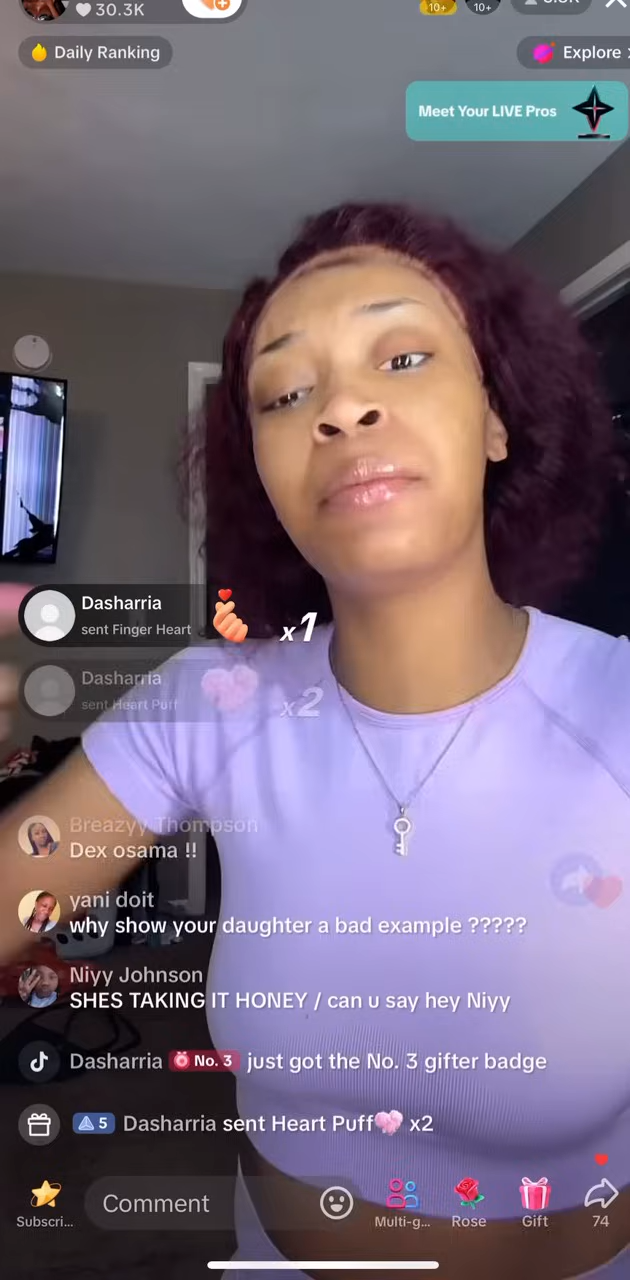 30.3K
10+
10+
Daily Ranking
Explore
Meet Your LIVE Pros
Dasharria
sent Finger Heart
x1
Dasharria
sent Heart Puff
x2
Breazyy Thompson
Dex osama !!
yani doit
why show your daughter a bad example ?????
Niyy Johnson
SHES TAKING IT HONEY / can u say hey Niyy
Dasharria No. 3 just got the No. 3 gifter badge
5 Dasharria sent Heart Puff x2
Comment
Subscri...
Multi-g...
Rose
Gift
74